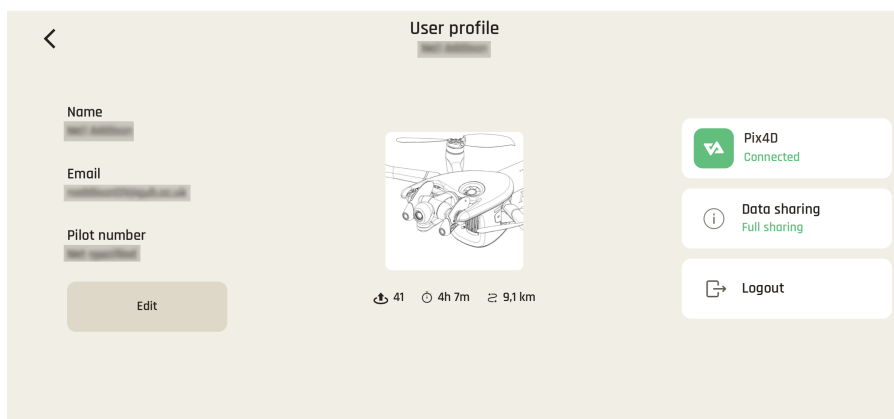 User profile
Name
Email
Pilot number
Edit
41 4h 7m 9,1 km
Pix4D
Connected
Data sharing
Full sharing
Logout